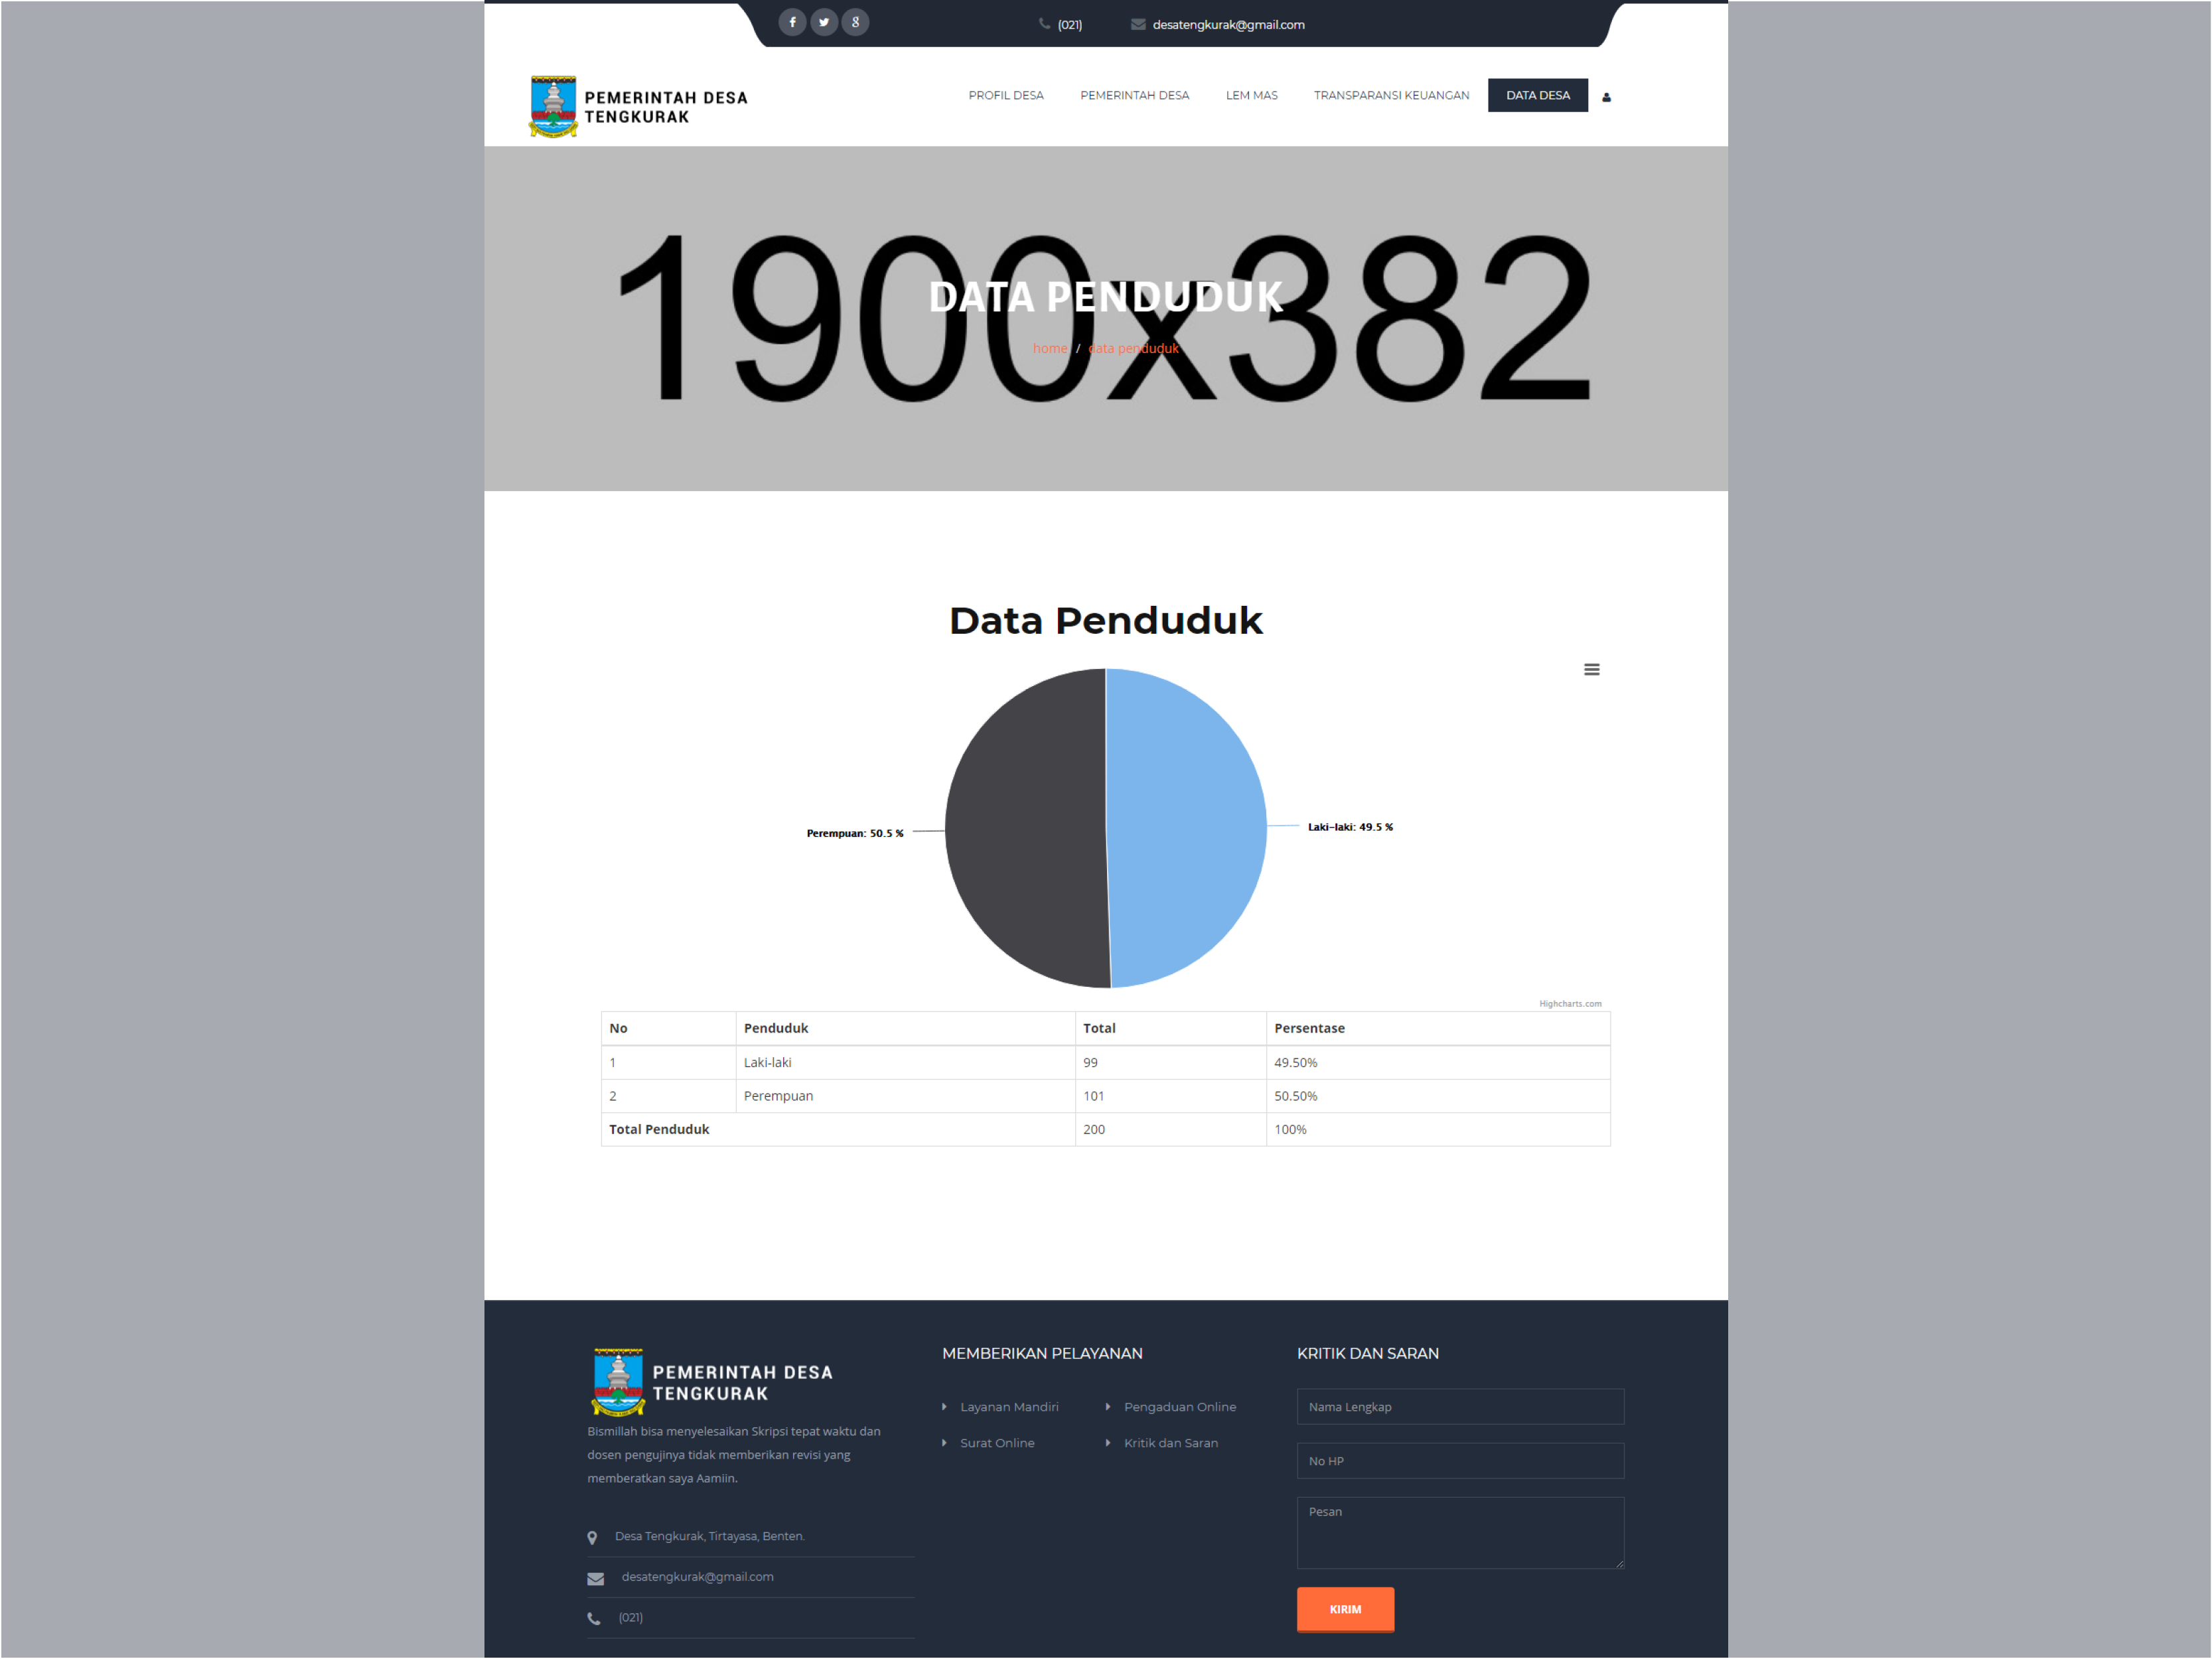 (021) desatengkurak@gmail.com
PEMERINTAH DESA
TENGKURAK
PROFIL DESA PEMERINTAH DESA LEM MAS TRANSPARANSI KEUANGAN DATA DESA
1900x382
DATA PENDUDUK
home / data penduduk
Data Penduduk
Perempuan: 50.5 %
Laki-laki: 49.5 %
Highcharts.com
No Penduduk Total Persentase
1 Laki-laki 99 49.50%
2 Perempuan 101 50.50%
Total Penduduk 200 100%
PEMERINTAH DESA
TENGKURAK
Bismillah bisa menyelesaikan Skripsi tepat waktu dan
dosen pengujinya tidak memberikan revisi yang
memberatkan saya Aamiin.
Desa Tengkurak, Tirtayasa, Benten.
desatengkurak@gmail.com
(021)
MEMBERIKAN PELAYANAN
Layanan Mandiri Pengaduan Online
Surat Online Kritik dan Saran
KRITIK DAN SARAN
Nama Lengkap
No HP
Pesan
KIRIM